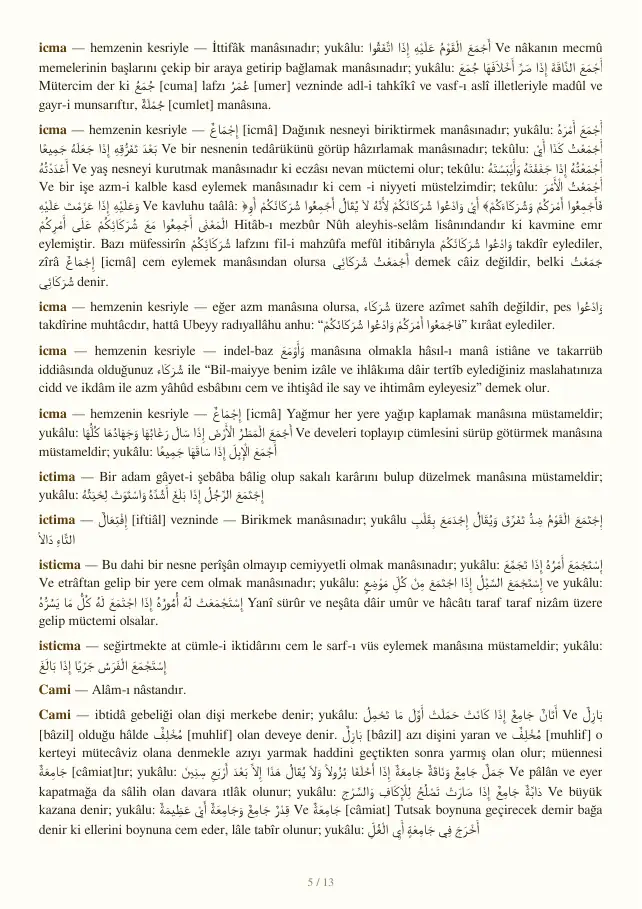 icma — hemzenin kesriyle — İttifâk manâsınadır; yukâlu: أَجْمَعَ الْقَوْمُ عَلَيْهِ إِذَا اتَّفَقُوا Ve nâkanın mecmû
memelerinin başlarını çekip bir araya getirip bağlamak manâsınadır; yukâlu: أَجْمَعَ النَّاقَةَ إِذَا صَرَّ أَخْلَافَهَا جُمَعَ
Mütercim der ki جُمَعُ [cuma] lafzı عُمَرُ [umer] vezninde adl-i tahkîkî ve vasf-ı aslî illetleriyle madûl ve
gayr-i munsarıftır, جُمْلَةٌ [cumlet] manâsına.
icma — hemzenin kesriyle — إِجْمَاعٌ [icmâ] Dağınık nesneyi biriktirmek manâsınadır; yukâlu: أَجْمَعَ أَمْرَهُ
بَعْدَ تَفَرُّقِهِ إِذَا جَعَلَهُ جَمِيعًا Ve bir nesnenin tedârükünü görüp hâzırlamak manâsınadır; tekûlu: أَجْمَعْتُ كَذَا أَيْ
أَعْدَدْتُهُ Ve yaş nesneyi kurutmak manâsınadır ki eczâsı nevan müctemi olur; tekûlu: أَجْمَعْتُهُ إِذَا جَفَّفْتَهُ وَأَيْبَسْتَهُ
Ve bir işe azm-i kalble kasd eylemek manâsınadır ki cem -i niyyeti müstelzimdir; tekûlu: أَجْمَعْتُ الْأَمْرَ
وَعَلَيْهِ إِذَا عَزَمْتَ عَلَيْهِ Ve kavluhu taâlâ: ﴿فَأَجْمِعُوا أَمْرَكُمْ وَشُرَكَاءَكُمْ﴾ أَيْ وَادْعُوا شُرَكَائَكُمْ لِأَنَّهُ لَا يُقَالُ أَجْمِعُوا شُرَكَائَكُمْ أَوِ
الْمَعْنَى أَجْمِعُوا مَعَ شُرَكَائِكُمْ عَلَى أَمْرِكُمْ Hitâb-ı mezbûr Nûh aleyhis-selâm lisânındandır ki kavmine emr
eylemiştir. Bazı müfessirîn شُرَكَائَكُمْ lafzını fil-i mahzûfa mefûl itibârıyla وَادْعُوا شُرَكَائَكُمْ takdîr eylediler,
zîrâ إِجْمَاعٌ [icmâ] cem eylemek manâsından olursa أَجْمَعْتُ شُرَكَائِي demek câiz değildir, belki جَمَعْتُ
شُرَكَائِي denir.
icma — hemzenin kesriyle — eğer azm manâsına olursa, شُرَكَاء üzere azîmet sahîh değildir, pes وَادْعُوا
takdîrine muhtâcdır, hattâ Ubeyy radıyallâhu anhu: “فَاجْمَعُوا أَمْرَكُمْ وَادْعُوا شُرَكَائَكُمْ” kırâat eylediler.
icma — hemzenin kesriyle — indel-baz وَأَوْمَعَ manâsına olmakla hâsıl-ı manâ istiâne ve takarrüb
iddiâsında olduğunuz شُرَكَاء ile “Bil-maiyye benim izâle ve ihlâkıma dâir tertîb eylediğiniz maslahatınıza
cidd ve ikdâm ile azm yâhûd esbâbını cem ve ihtişâd ile say ve ihtimâm eyleyesiz” demek olur.
icma — hemzenin kesriyle — إِجْمَاعٌ [icmâ] Yağmur her yere yağıp kaplamak manâsına müstameldir;
yukâlu: أَجْمَعَ الْمَطَرُ الْأَرْضَ إِذَا سَالَ رَغَابُهَا وَجَهَادُهَا كُلُّهَا Ve develeri toplayıp cümlesini sürüp götürmek manâsına
müstameldir; yukâlu: أَجْمَعَ الْإِبِلَ إِذَا سَاقَهَا جَمِيعًا
ictima — Bir adam gâyet-i şebâba bâlig olup sakalı karârını bulup düzelmek manâsına müstameldir;
yukâlu: إِجْتَمَعَ الرَّجُلُ إِذَا بَلَغَ أَشُدَّهُ وَاسْتَوَتْ لِحْيَتُهُ
ictima — إِفْتِعَالٌ [iftiâl] vezninde — Birikmek manâsınadır; yukâlu إِجْتَمَعَ الْقَوْمُ ضِدُّ تَفَرَّقَ وَيُقَالُ إِجْدَمَعَ بِقَلْبِ
التَّاءِ دَالًا
isticma — Bu dahi bir nesne perîşân olmayıp cemiyyetli olmak manâsınadır; yukâlu: إِسْتَجْمَعَ أَمْرُهُ إِذَا تَجَمَّعَ
Ve etrâftan gelip bir yere cem olmak manâsınadır; yukâlu: إِسْتَجْمَعَ السَّيْلُ إِذَا اجْتَمَعَ مِنْ كُلِّ مَوْضِعٍ ve yukâlu:
إِسْتَجْمَعَتْ لَهُ أُمُورُهُ إِذَا اجْتَمَعَ لَهُ كُلُّ مَا يَسُرُّهُ Yanî sürûr ve neşâta dâir umûr ve hâcâtı taraf taraf nizâm üzere
gelip müctemi olsalar.
isticma — seğirtmekte at cümle-i iktidârını cem le sarf-ı vüs eylemek manâsına müstameldir; yukâlu:
إِسْتَجْمَعَ الْفَرَسُ جَرْيًا إِذَا بَالَغَ
Cami — Alâm-ı nâstandır.
Cami — ibtidâ gebeliği olan dişi merkebe denir; yukâlu: أَتَانٌ جَامِعٌ إِذَا كَانَتْ حَمَلَتْ أَوَّلَ مَا تَحْمِلُ Ve بَازِلٌ
[bâzil] olduğu hâlde مُخْلِفٌ [muhlif] olan deveye denir. بَازِلٌ [bâzil] azı dişini yaran ve مُخْلِفٌ [muhlif] o
kerteyi mütecâviz olana denmekle azıyı yarmak haddini geçtikten sonra yarmış olan olur; müennesi
جَامِعَةٌ [câmiat]tır; yukâlu: جَمَلٌ جَامِعٌ وَنَاقَةٌ جَامِعَةٌ إِذَا أَخْلَفَا بُزُولًا وَلَا يُقَالُ هَذَا إِلَّا بَعْدَ أَرْبَعِ سِنِينَ Ve pâlân ve eyer
kapatmağa da sâlih olan davara ıtlâk olunur; yukâlu: دَابَّةٌ جَامِعٌ إِذَا صَارَتْ تَصْلُحُ لِلْإِكَافِ وَالسَّرْجِ Ve büyük
kazana denir; yukâlu: قِدْرٌ جَامِعٌ وَجَامِعَةٌ أَيْ عَظِيمَةٌ Ve جَامِعَةٌ [câmiat] Tutsak boynuna geçirecek demir bağa
denir ki ellerini boynuna cem eder, lâle tabîr olunur; yukâlu: أَخْرَجَ فِي جَامِعَةٍ أَيِ الْغُلِّ
5 / 13